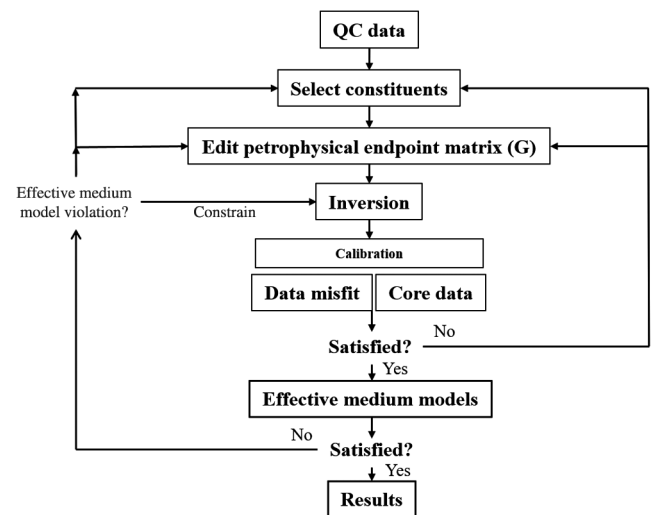 QC data
Select constituents
Edit petrophysical endpoint matrix (G)
Effective medium
model violation?
Constrain
Inversion
Calibration
Data misfit
Core data
Satisfied?
No
Yes
Effective medium models
No
Satisfied?
Yes
Results